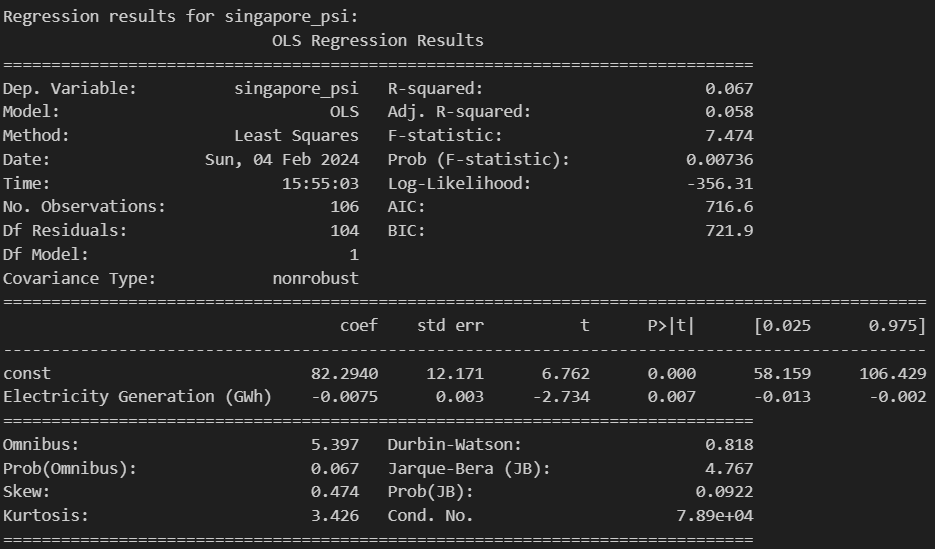 Regression results for singapore_psi:
                            OLS Regression Results
==============================================================================
Dep. Variable:          singapore_psi   R-squared:                       0.067
Model:                            OLS   Adj. R-squared:                  0.058
Method:                 Least Squares   F-statistic:                     7.474
Date:                Sun, 04 Feb 2024   Prob (F-statistic):            0.00736
Time:                        15:55:03   Log-Likelihood:                -356.31
No. Observations:                 106   AIC:                             716.6
Df Residuals:                     104   BIC:                             721.9
Df Model:                           1
Covariance Type:            nonrobust
================================================================================================
                                   coef    std err          t      P>|t|      [0.025      0.975]
------------------------------------------------------------------------------------------------
const                           82.2940     12.171      6.762      0.000      58.159     106.429
Electricity Generation (GWh)    -0.0075      0.003     -2.734      0.007      -0.013      -0.002
==============================================================================
Omnibus:                        5.397   Durbin-Watson:                   0.818
Prob(Omnibus):                  0.067   Jarque-Bera (JB):                4.767
Skew:                           0.474   Prob(JB):                       0.0922
Kurtosis:                       3.426   Cond. No.                     7.89e+04
==============================================================================